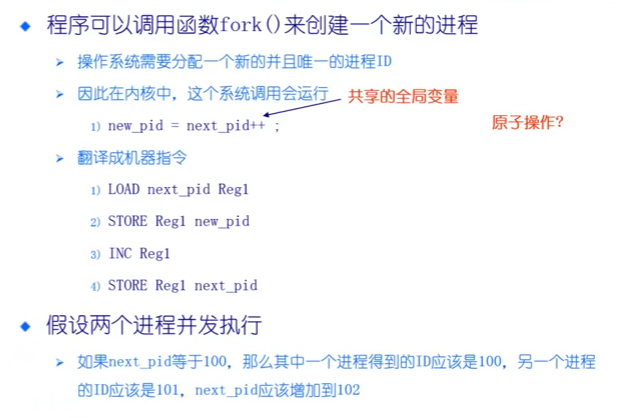 程序可以调用函数fork()来创建一个新的进程
操作系统需要分配一个新的并且唯一的进程ID
因此在内核中，这个系统调用会运行
共享的全局变量
1) new_pid = next_pid++ ;
原子操作?
翻译成机器指令
1) LOAD next_pid Reg1
2) STORE Reg1 new_pid
3) INC Reg1
4) STORE Reg1 next_pid
假设两个进程并发执行
如果next_pid等于100，那么其中一个进程得到的ID应该是100，另一个进程
的ID应该是101，next_pid应该增加到102